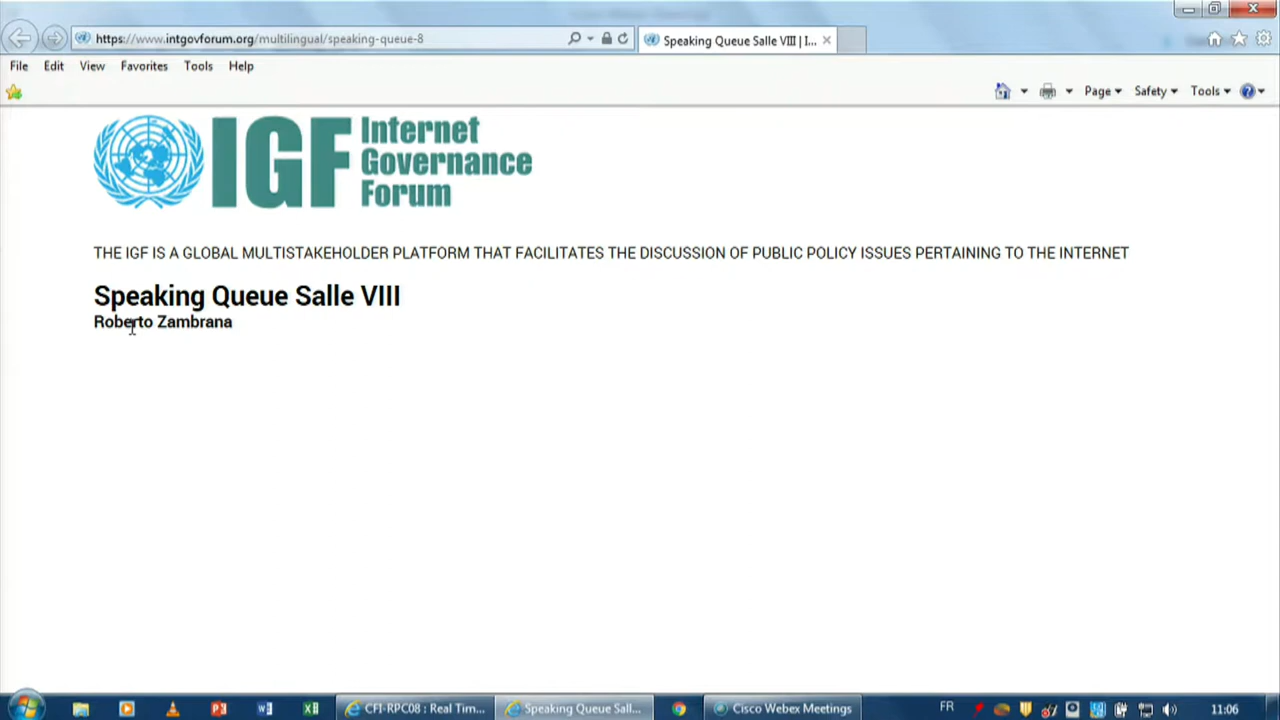 https://www.intgovforum.org/multilingual/speaking-queue-8
Speaking Queue Salle VIII | I...
File Edit View Favorites Tools Help
Page Safety Tools
IGF Internet
Governance
Forum
THE IGF IS A GLOBAL MULTISTAKEHOLDER PLATFORM THAT FACILITATES THE DISCUSSION OF PUBLIC POLICY ISSUES PERTAINING TO THE INTERNET
Speaking Queue Salle VIII
Roberto Zambrana
CFI-RPC08 : Real Tim... Speaking Queue Sall... Cisco Webex Meetings FR 11:06